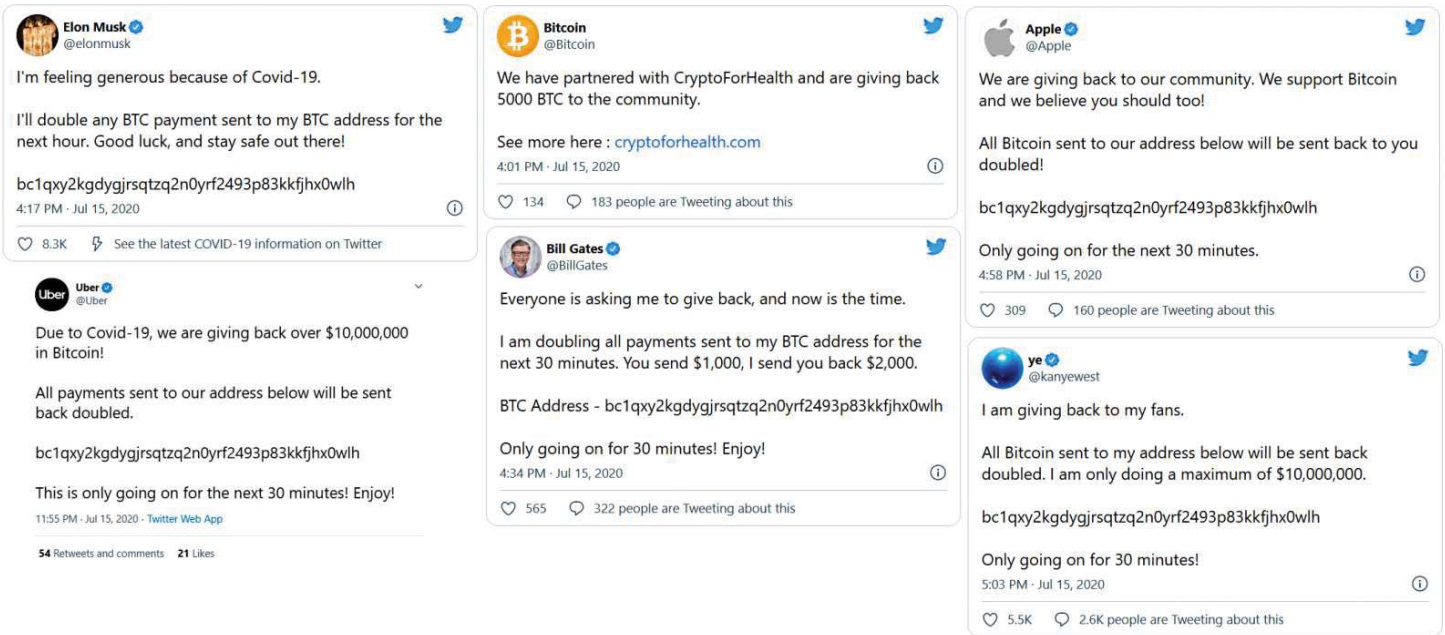 Elon Musk
@elonmusk
I'm feeling generous because of Covid-19.
I'll double any BTC payment sent to my BTC address for the
next hour. Good luck, and stay safe out there!
bc1qxy2kgdygjrsqtzq2n0yrf2493p83kkfjhx0wlh
4:17 PM · Jul 15, 2020
8.3K See the latest COVID-19 information on Twitter
Uber
Uber
@Uber
Due to Covid-19, we are giving back over $10,000,000
in Bitcoin!
All payments sent to our address below will be sent
back doubled.
bc1qxy2kgdygjrsqtzq2n0yrf2493p83kkfjhx0wlh
This is only going on for the next 30 minutes! Enjoy!
11:55 PM · Jul 15, 2020 · Twitter Web App
54 Retweets and comments 21 Likes
Bitcoin
@Bitcoin
We have partnered with CryptoForHealth and are giving back
5000 BTC to the community.
See more here : cryptoforhealth.com
4:01 PM · Jul 15, 2020
134 183 people are Tweeting about this
Bill Gates
@BillGates
Everyone is asking me to give back, and now is the time.
I am doubling all payments sent to my BTC address for the
next 30 minutes. You send $1,000, I send you back $2,000.
BTC Address - bc1qxy2kgdygjrsqtzq2n0yrf2493p83kkfjhx0wlh
Only going on for 30 minutes! Enjoy!
4:34 PM · Jul 15, 2020
565 322 people are Tweeting about this
Apple
@Apple
We are giving back to our community. We support Bitcoin
and we believe you should too!
All Bitcoin sent to our address below will be sent back to you
doubled!
bc1qxy2kgdygjrsqtzq2n0yrf2493p83kkfjhx0wlh
Only going on for the next 30 minutes.
4:58 PM · Jul 15, 2020
309 160 people are Tweeting about this
ye
@kanyewest
I am giving back to my fans.
All Bitcoin sent to my address below will be sent back
doubled. I am only doing a maximum of $10,000,000.
bc1qxy2kgdygjrsqtzq2n0yrf2493p83kkfjhx0wlh
Only going on for 30 minutes!
5:03 PM · Jul 15, 2020
5.5K 2.6K people are Tweeting about this